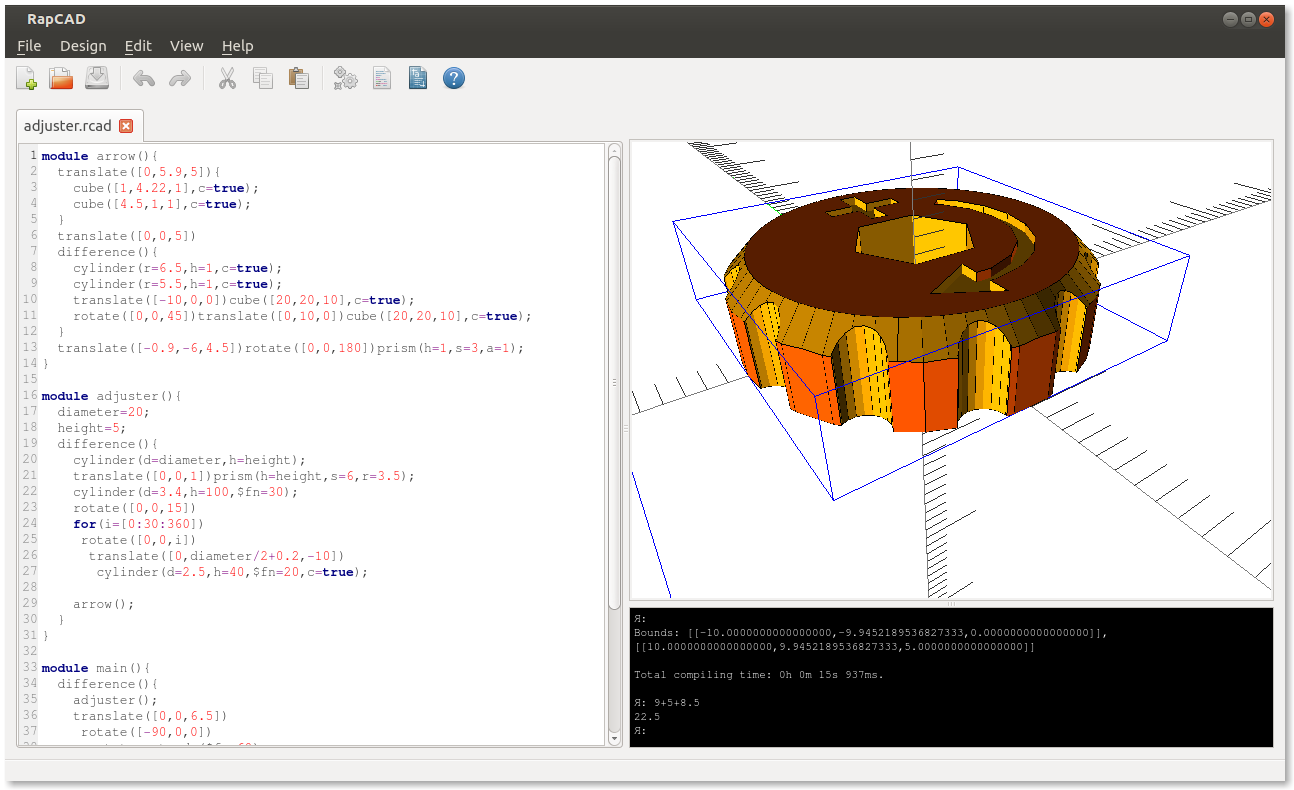 RapCAD
File Design Edit View Help
adjuster.rcad
1 module arrow(){
2 translate([0,5.9,5]){
3 cube([1,4.22,1],c=true);
4 cube([4.5,1,1],c=true);
5 }
6 translate([0,0,5])
7 difference(){
8 cylinder(r=6.5,h=1,c=true);
9 cylinder(r=5.5,h=1,c=true);
10 translate([-10,0,0])cube([20,20,10],c=true);
11 rotate([0,0,45])translate([0,10,0])cube([20,20,10],c=true);
12 }
13 translate([-0.9,-6,4.5])rotate([0,0,180])prism(h=1,s=3,a=1);
14 }
15
16 module adjuster(){
17 diameter=20;
18 height=5;
19 difference(){
20 cylinder(d=diameter,h=height);
21 translate([0,0,1])prism(h=height,s=6,r=3.5);
22 cylinder(d=3.4,h=100,$fn=30);
23 rotate([0,0,15])
24 for(i=[0:30:360])
25 rotate([0,0,i])
26 translate([0,diameter/2+0.2,-10])
27 cylinder(d=2.5,h=40,$fn=20,c=true);
28
29 arrow();
30 }
31 }
32
33 module main(){
34 difference(){
35 adjuster();
36 translate([0,0,6.5])
37 rotate([-90,0,0])
Я:
Bounds: [[-10.0000000000000000,-9.9452189536827333,0.0000000000000000]],
[[10.0000000000000000,9.9452189536827333,5.0000000000000000]]
Total compiling time: 0h 0m 15s 937ms.
Я: 9+5+8.5
22.5
Я: